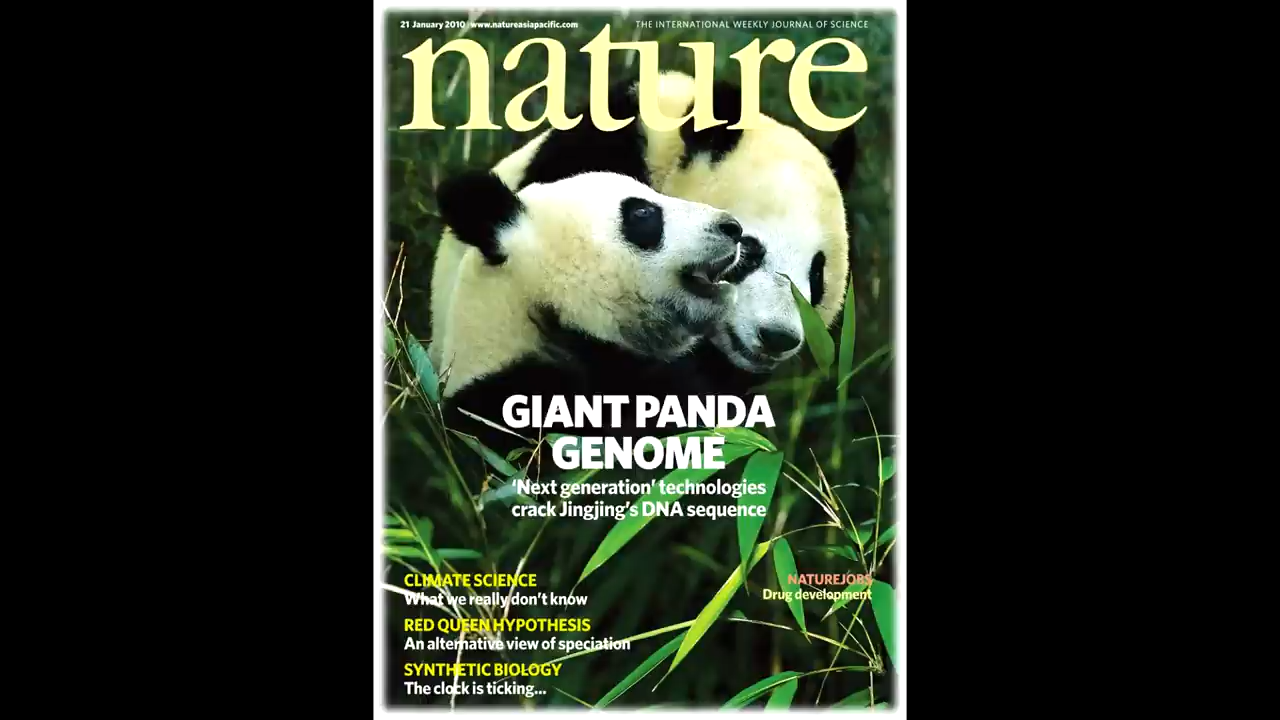 21 January 2010 www.natureasiapacific.com THE INTERNATIONAL WEEKLY JOURNAL OF SCIENCE
nature
GIANT PANDA
GENOME
‘Next generation’ technologies
crack Jingjing’s DNA sequence
CLIMATE SCIENCE
What we really don’t know
RED QUEEN HYPOTHESIS
An alternative view of speciation
SYNTHETIC BIOLOGY
The clock is ticking...
NATUREJOBS
Drug development